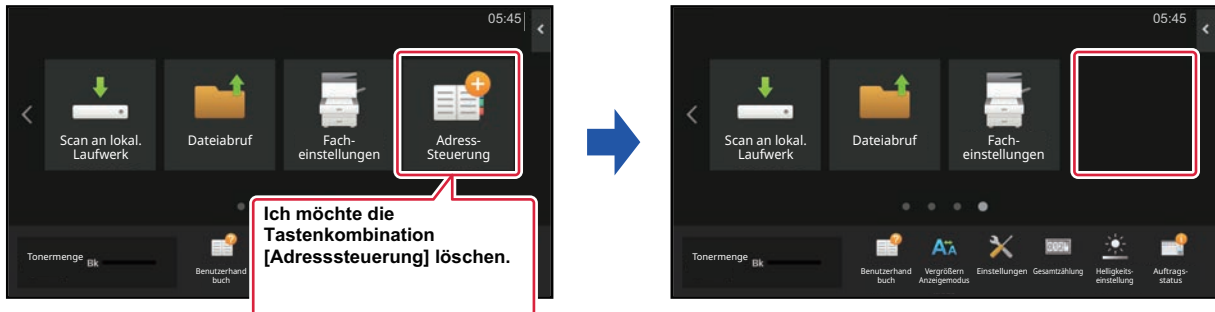 05:45
Scan an lokal.
Laufwerk
Dateiabruf
Fach-
einstellungen
Adress-
Steuerung
Ich möchte die
Tastenkombination
[Adresssteuerung] löschen.
Tonermenge
Bk
Benutzerhand
buch
05:45
Scan an lokal.
Laufwerk
Dateiabruf
Fach-
einstellungen
Tonermenge
Bk
Benutzerhand
buch
Vergrößern
Anzeigemodus
Einstellungen
Gesamtzählung
Helligkeits-
einstellung
Auftrags-
status